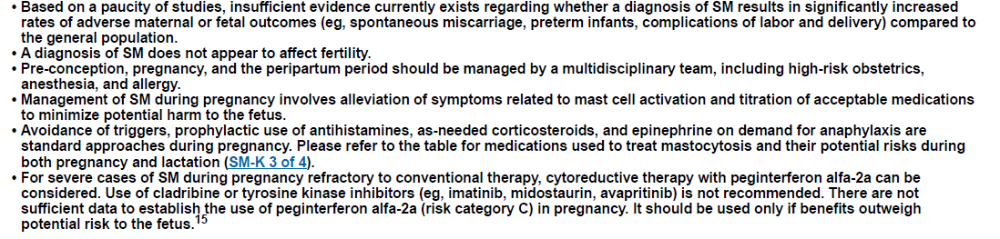 • Based on a paucity of studies, insufficient evidence currently exists regarding whether a diagnosis of SM results in significantly increased
rates of adverse maternal or fetal outcomes (eg, spontaneous miscarriage, preterm infants, complications of labor and delivery) compared to
the general population.
• A diagnosis of SM does not appear to affect fertility.
• Pre-conception, pregnancy, and the peripartum period should be managed by a multidisciplinary team, including high-risk obstetrics,
anesthesia, and allergy.
• Management of SM during pregnancy involves alleviation of symptoms related to mast cell activation and titration of acceptable medications
to minimize potential harm to the fetus.
• Avoidance of triggers, prophylactic use of antihistamines, as-needed corticosteroids, and epinephrine on demand for anaphylaxis are
standard approaches during pregnancy. Please refer to the table for medications used to treat mastocytosis and their potential risks during
both pregnancy and lactation (SM-K 3 of 4).
• For severe cases of SM during pregnancy refractory to conventional therapy, cytoreductive therapy with peginterferon alfa-2a can be
considered. Use of cladribine or tyrosine kinase inhibitors (eg, imatinib, midostaurin, avapritinib) is not recommended. There are not
sufficient data to establish the use of peginterferon alfa-2a (risk category C) in pregnancy. It should be used only if benefits outweigh
potential risk to the fetus.15